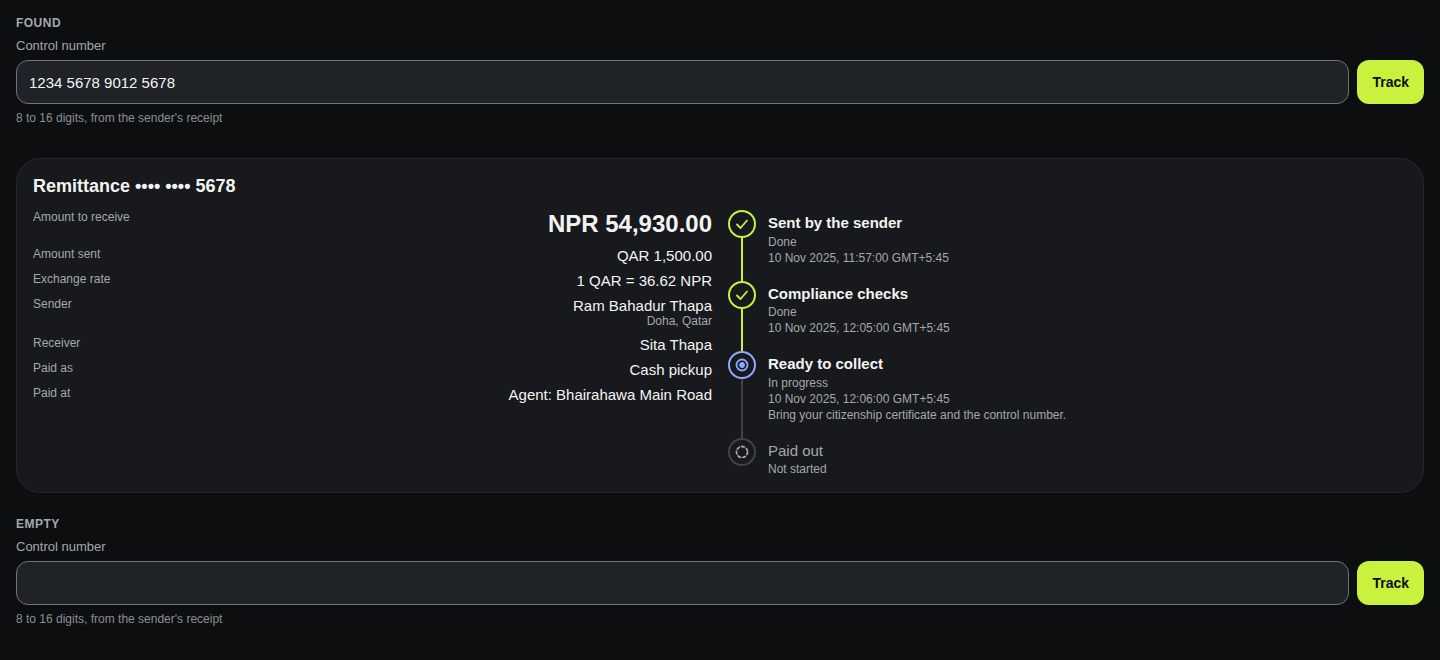 FOUND
Control number
1234 5678 9012 5678
Track
8 to 16 digits, from the sender's receipt
Remittance •••• •••• 5678
Amount to receive
NPR 54,930.00
Amount sent
QAR 1,500.00
Exchange rate
1 QAR = 36.62 NPR
Sender
Ram Bahadur Thapa
Doha, Qatar
Receiver
Sita Thapa
Paid as
Cash pickup
Paid at
Agent: Bhairahawa Main Road
Sent by the sender
Done
10 Nov 2025, 11:57:00 GMT+5:45
Compliance checks
Done
10 Nov 2025, 12:05:00 GMT+5:45
Ready to collect
In progress
10 Nov 2025, 12:06:00 GMT+5:45
Bring your citizenship certificate and the control number.
Paid out
Not started
EMPTY
Control number
Track
8 to 16 digits, from the sender's receipt